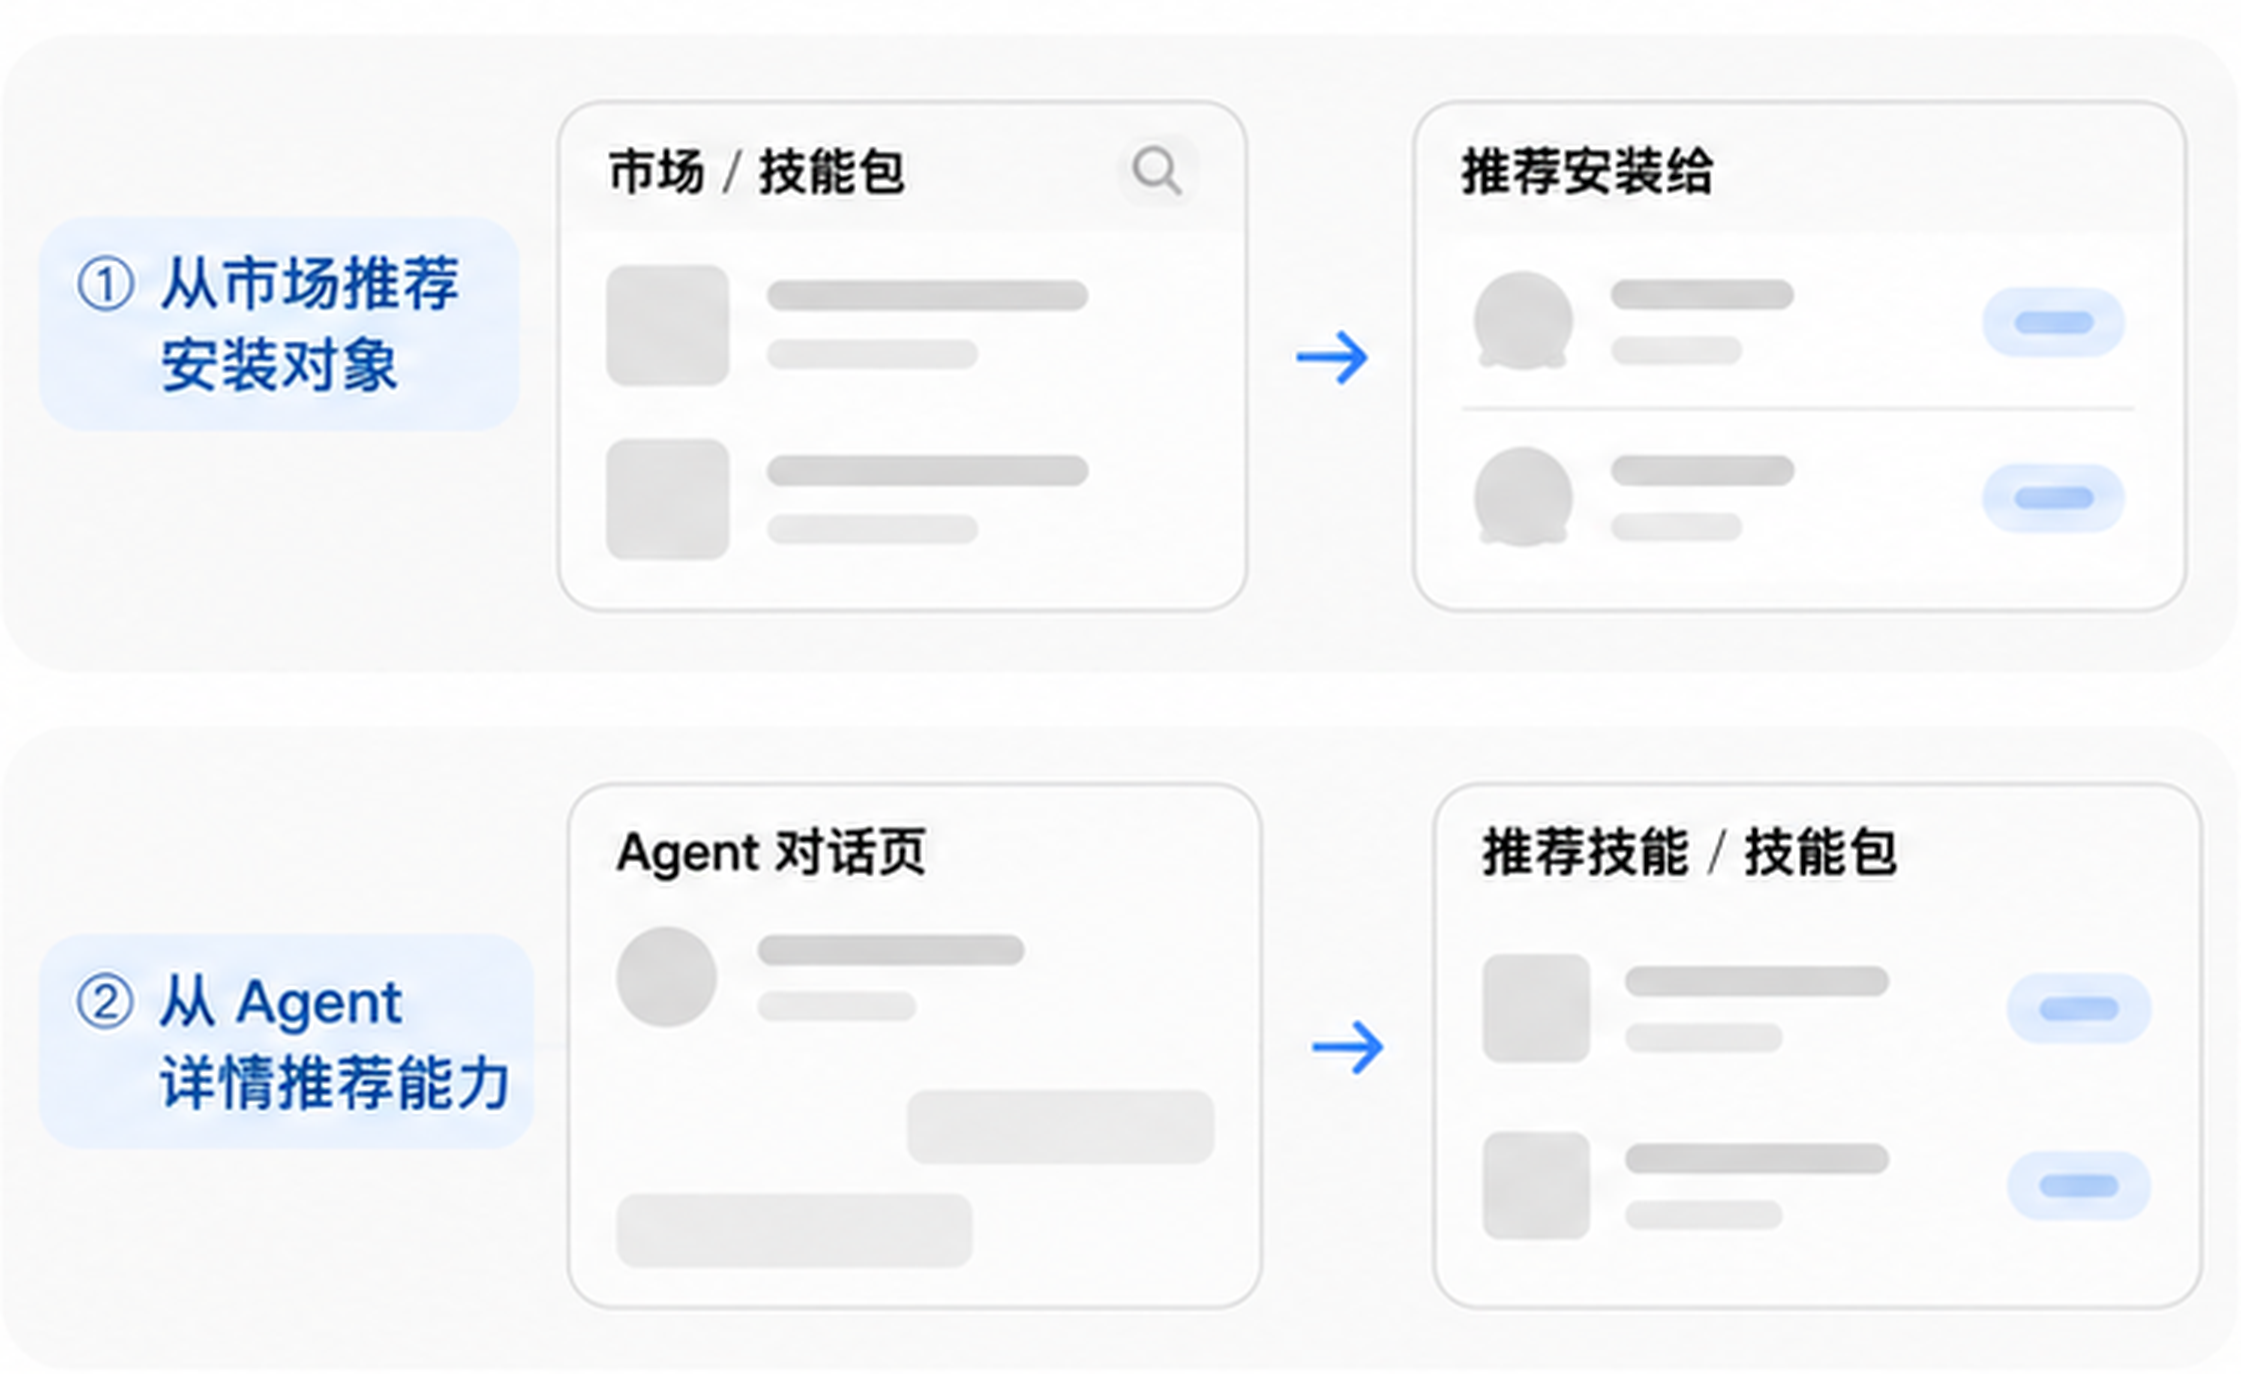 ① 从市场推荐
安装对象
市场 / 技能包
推荐安装给
② 从 Agent
详情推荐能力
Agent 对话页
推荐技能 / 技能包